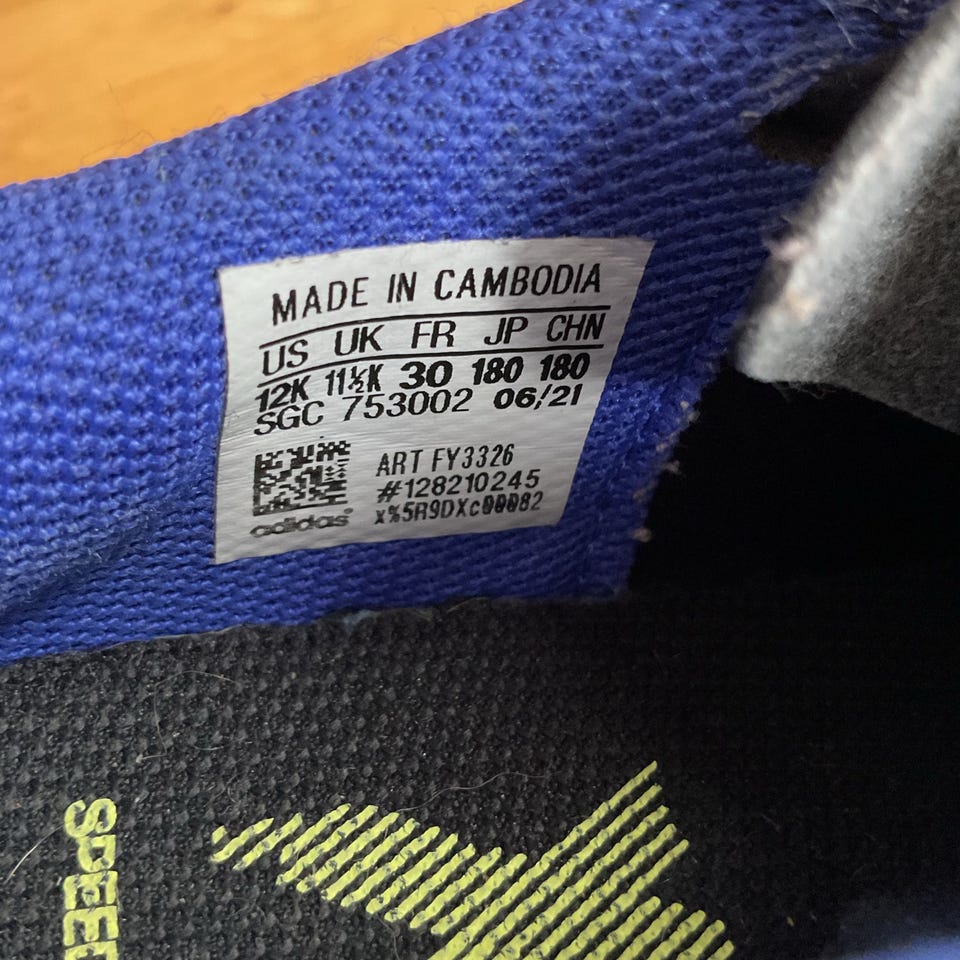 MADE IN CAMBODIA
US UK FR JP CHN
12K 11½K 30 180 180
SGC 753002 06/21
ART FY3326
#128210245
x%5R9DXc00082
adidas®
SPEED